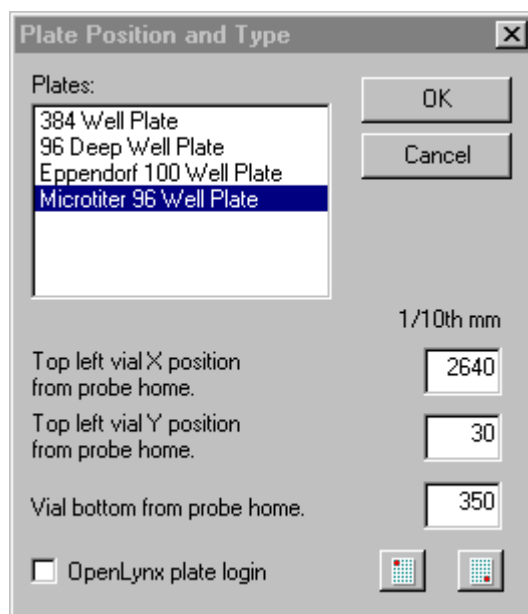 Plate Position and Type
Plates:
384 Well Plate
96 Deep Well Plate
Eppendorf 100 Well Plate
Microtiter 96 Well Plate
OK
Cancel
1/10th mm
Top left vial X position
from probe home.
2640
Top left vial Y position
from probe home.
30
Vial bottom from probe home.
350
OpenLynx plate login